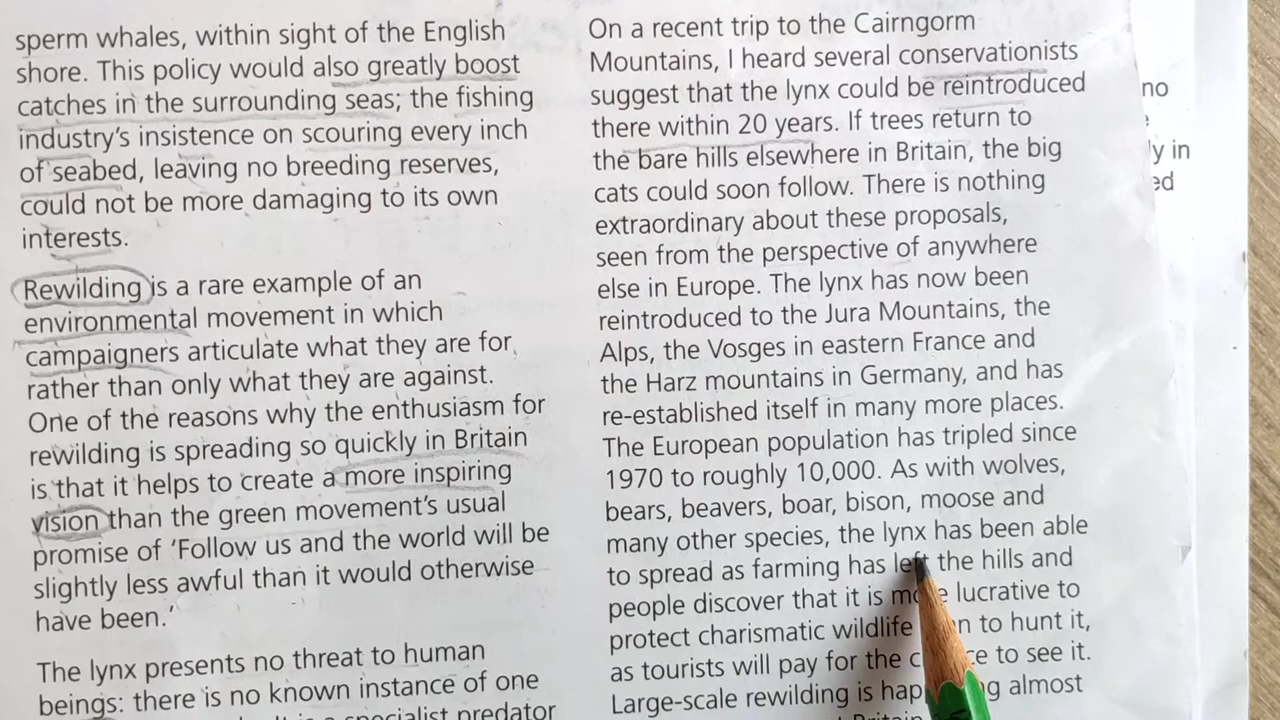 sperm whales, within sight of the English
shore. This policy would also greatly boost
catches in the surrounding seas; the fishing
industry's insistence on scouring every inch
of seabed, leaving no breeding reserves,
could not be more damaging to its own
interests.
Rewilding is a rare example of an
environmental movement in which
campaigners articulate what they are for,
rather than only what they are against.
One of the reasons why the enthusiasm for
rewilding is spreading so quickly in Britain
is that it helps to create a more inspiring
vision than the green movement's usual
promise of 'Follow us and the world will be
slightly less awful than it would otherwise
have been.'
The lynx presents no threat to human
beings: there is no known instance of one
specialist predator
On a recent trip to the Cairngorm
Mountains, I heard several conservationists
suggest that the lynx could be reintroduced
there within 20 years. If trees return to
the bare hills elsewhere in Britain, the big
cats could soon follow. There is nothing
extraordinary about these proposals,
seen from the perspective of anywhere
else in Europe. The lynx has now been
reintroduced to the Jura Mountains, the
Alps, the Vosges in eastern France and
the Harz mountains in Germany, and has
re-established itself in many more places.
The European population has tripled since
1970 to roughly 10,000. As with wolves,
bears, beavers, boar, bison, moose and
many other species, the lynx has been able
to spread as farming has left the hills and
people discover that it is more lucrative to
protect charismatic wildlife to hunt it,
as tourists will pay for the to see it.
Large-scale rewilding is almost
Britain
no
ly in
ed